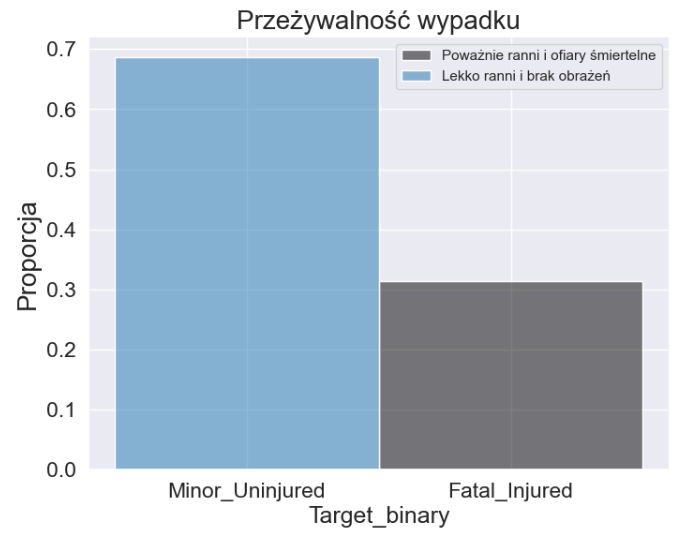 Przeżywalność wypadku
Poważnie ranni i ofiary śmiertelne
Lekko ranni i brak obrażeń
Proporcja
0.7
0.6
0.5
0.4
0.3
0.2
0.1
0.0
Minor_Uninjured Fatal_Injured
Target_binary